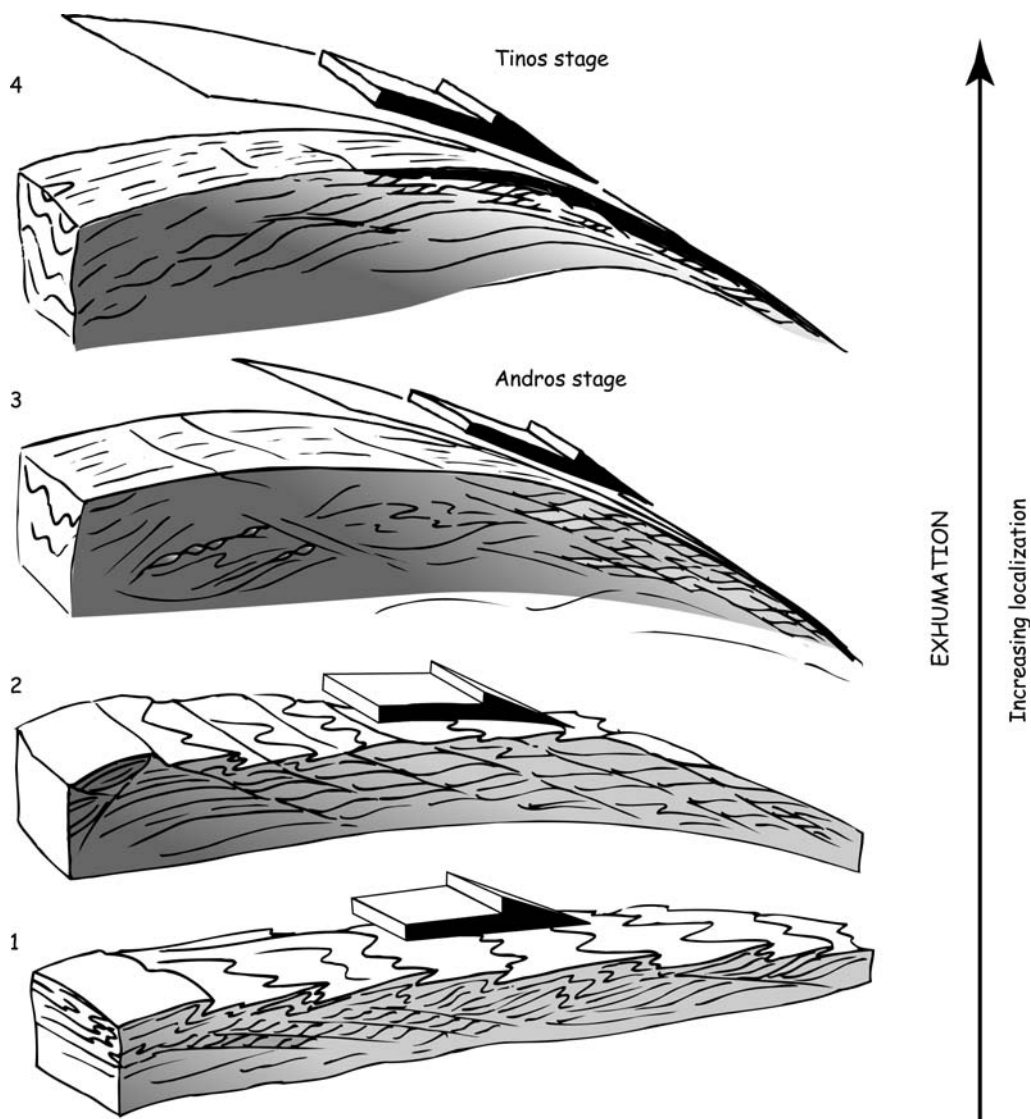 4
Tinos stage
3
Andros stage
2
1
EXHUMATION
Increasing localization